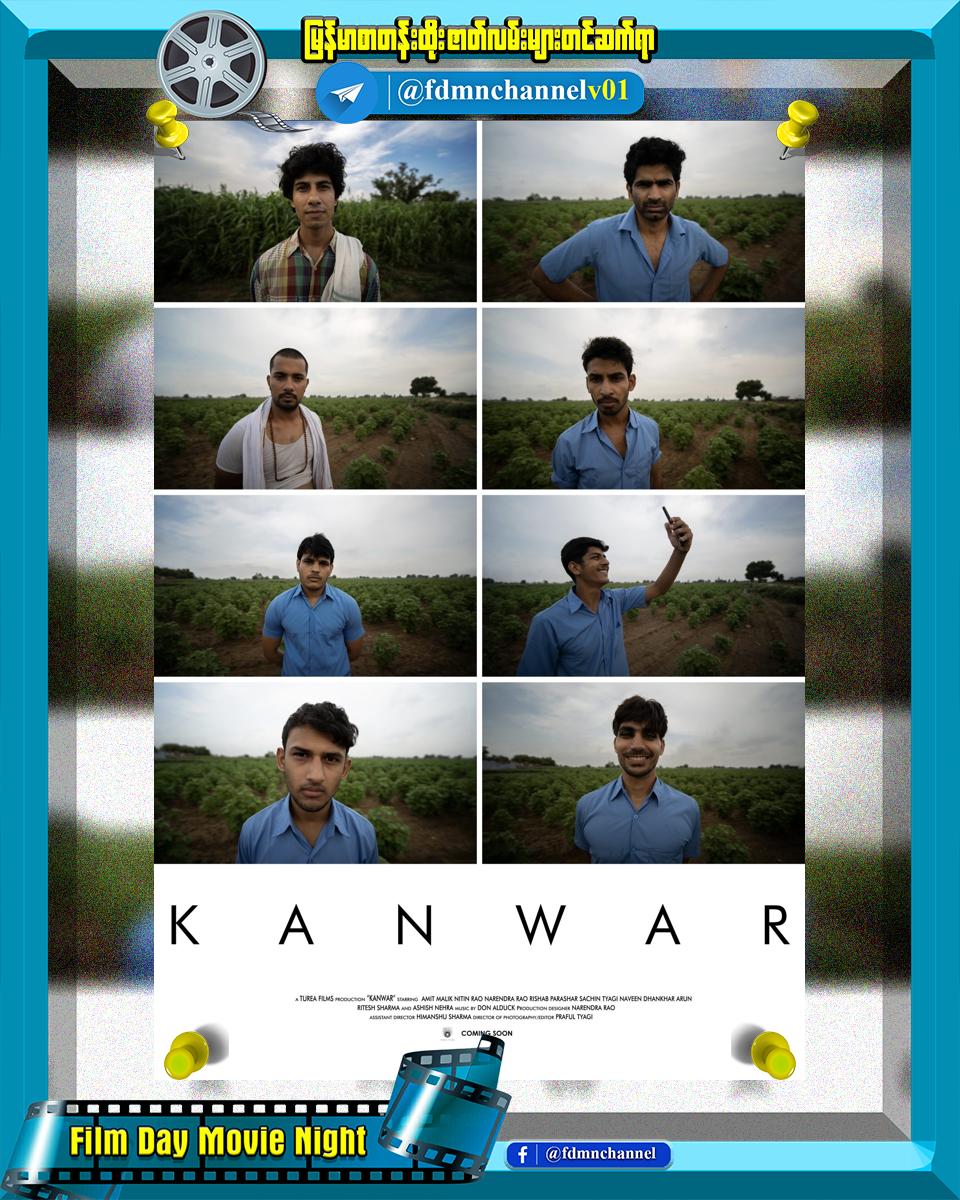 မြန်မာစာတန်းထိုးဇာတ်လမ်းများတင်ဆက်ရာ
@fdmnchannelv01
KANWAR
A TUREA FILMS PRODUCTION "KANWAR" STARRING AMIT MALIK NITIN RAO NARENDRA RAO RISHAB PARASHAR SACHIN TYAGI NAVEEN DHANKHAR ARUN
RITESH SHARMA AND ASHISH NEHRA MUSIC BY DON ALDUCK PRODUCTION DESIGNER NARENDRA RAO
ASSISTANT DIRECTOR HIMANSHU SHARMA DIRECTOR OF PHOTOGRAPHY/EDITOR PRAFUL TYAGI
COMING SOON
Film Day Movie Night
@fdmnchannel